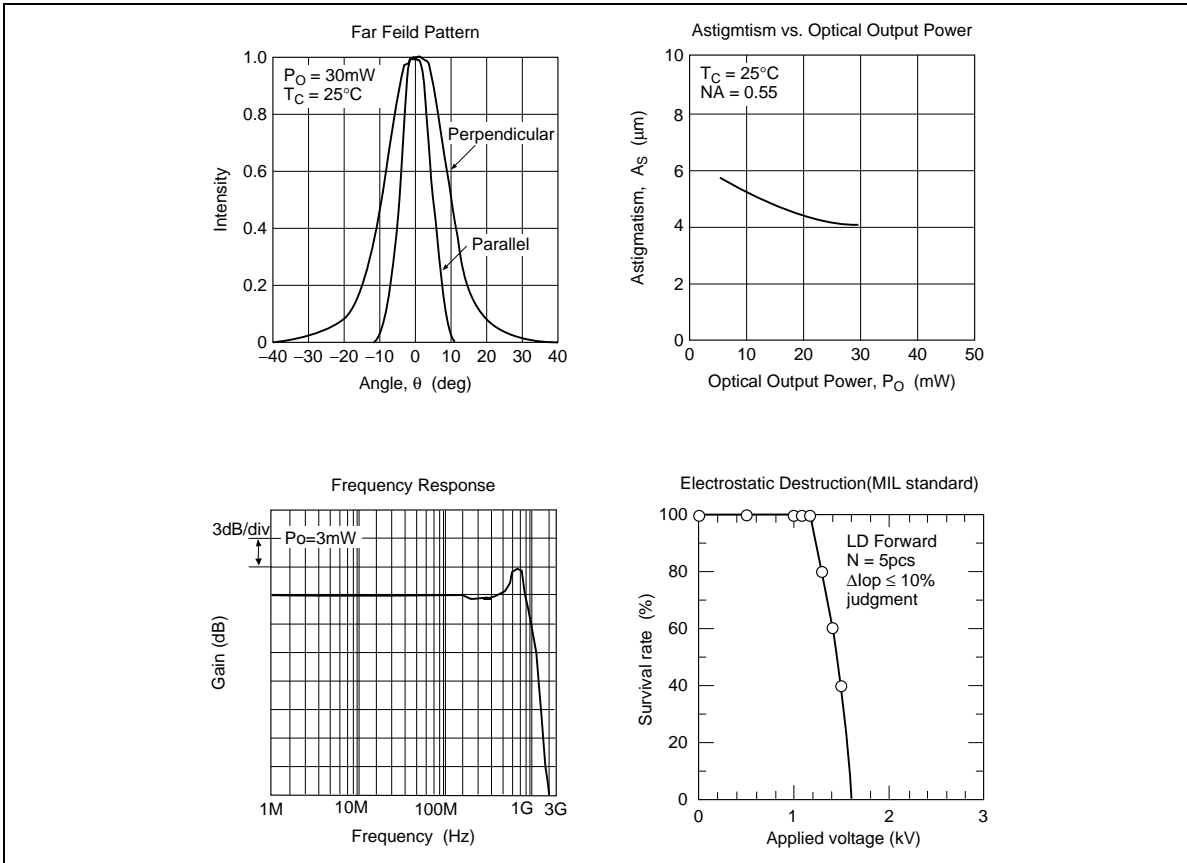 Far Feild Pattern
1.0
0.8
0.6
0.4
0.2
0
Intensity
PO = 30mW
TC = 25°C
Perpendicular
Parallel
–40 –30 –20 –10 0 10 20 30 40
Angle, θ (deg)
Astigmtism vs. Optical Output Power
10
8
6
4
2
0
Astigmatism, AS (μm)
TC = 25°C
NA = 0.55
0 10 20 30 40 50
Optical Output Power, PO (mW)
Frequency Response
3dB/div
Po=3mW
Gain (dB)
1M 10M 100M 1G 3G
Frequency (Hz)
Electrostatic Destruction(MIL standard)
100
80
60
40
20
0
Survival rate (%)
LD Forward
N = 5pcs
ΔIop ≤ 10%
judgment
0 1 2 3
Applied voltage (kV)